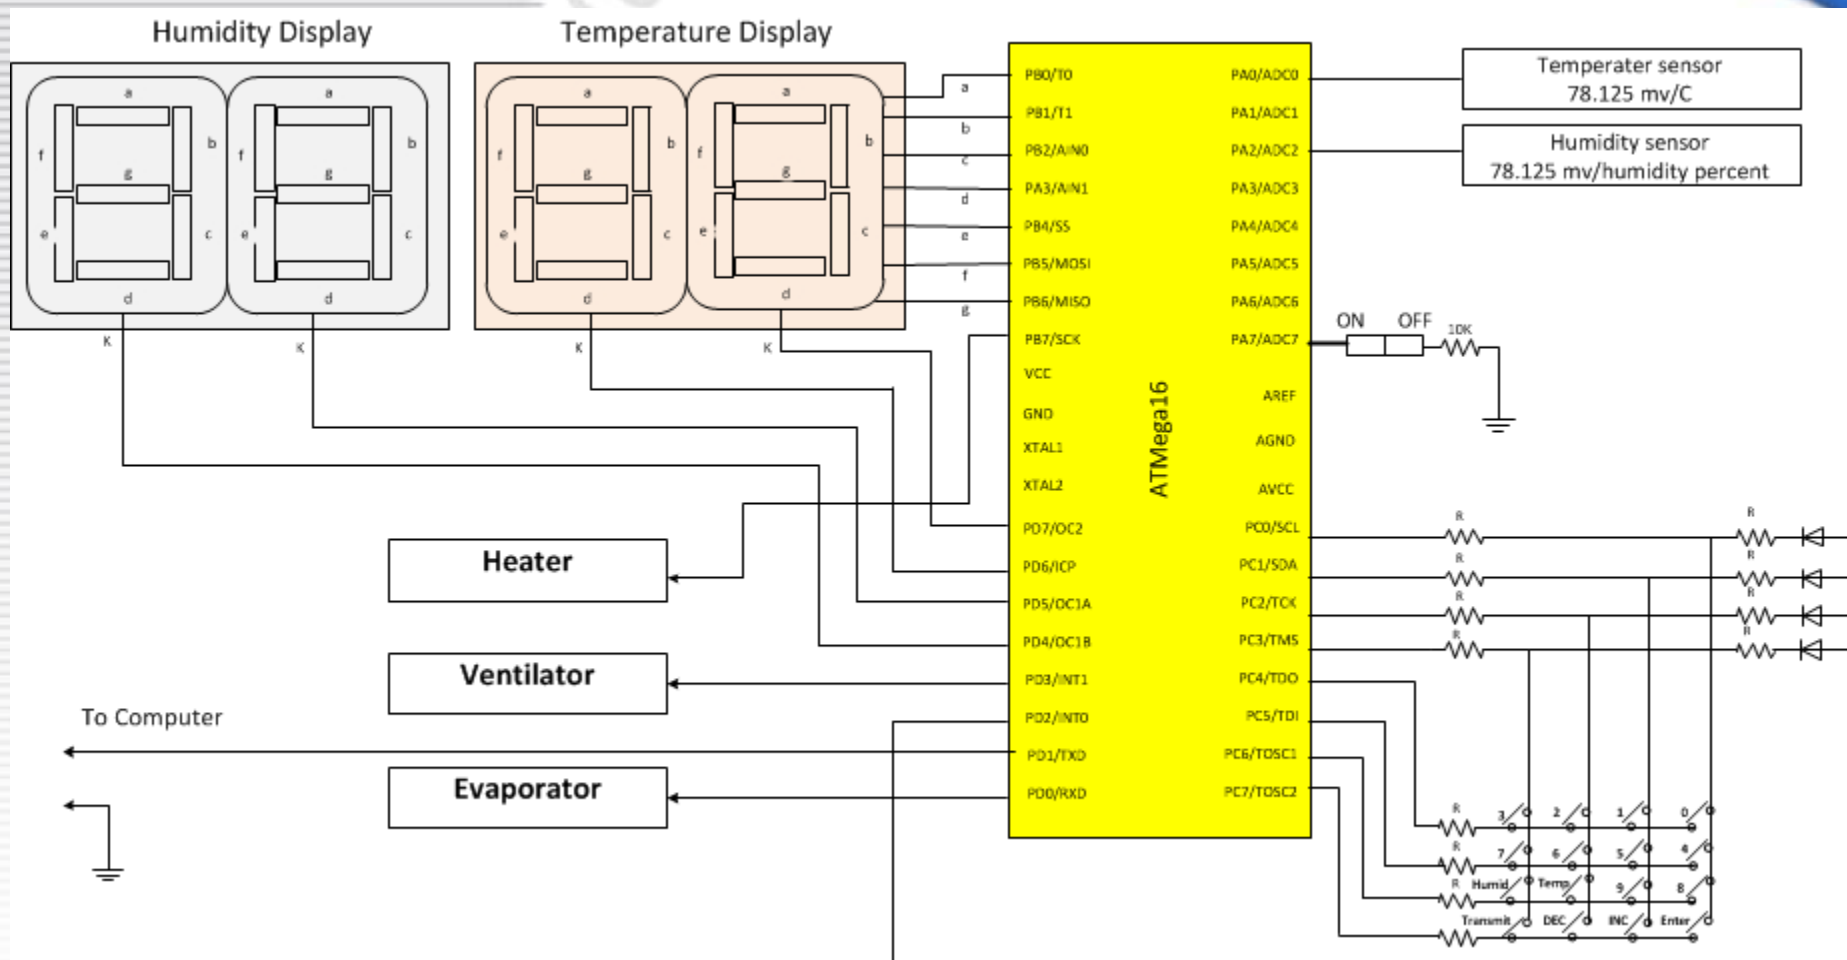 Humidity Display
Temperature Display
a
b
c
d
e
f
g
a
b
c
d
e
f
g
a
b
c
d
e
f
g
a
b
c
d
e
f
g
K
K
K
K
a
b
c
d
e
f
g
PB0/T0
PB1/T1
PB2/AIN0
PA3/AIN1
PB4/SS
PB5/MOSI
PB6/MISO
PB7/SCK
VCC
GND
XTAL1
XTAL2
PD7/OC2
PD6/ICP
PD5/OC1A
PD4/OC1B
PD3/INT1
PD2/INT0
PD1/TXD
PD0/RXD
ATMega16
PA0/ADC0
PA1/ADC1
PA2/ADC2
PA3/ADC3
PA4/ADC4
PA5/ADC5
PA6/ADC6
PA7/ADC7
AREF
AGND
AVCC
PC0/SCL
PC1/SDA
PC2/TCK
PC3/TMS
PC4/TDO
PC5/TDI
PC6/TOSC1
PC7/TOSC2
Temperater sensor
78.125 mv/C
Humidity sensor
78.125 mv/humidity percent
ON OFF
10K
R R
R R
R R
R R
Heater
Ventilator
To Computer
Evaporator
R 3 2 1 0
R 7 6 5 4
R Humid Temp 9 8
Transmit DEC INC Enter